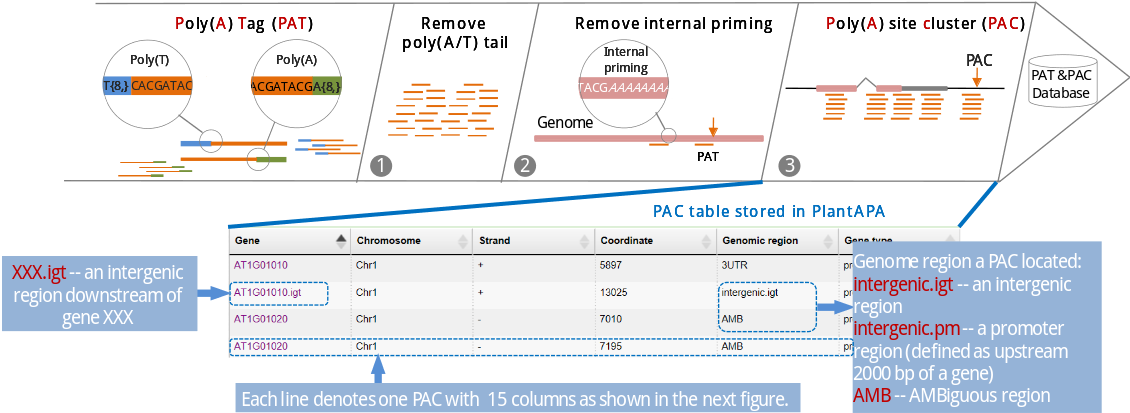 Poly(A) Tag (PAT)
Remove
poly(A/T) tail
Remove internal priming
Poly(A) site cluster (PAC)
Poly(T)
Poly(A)
T{8,} CACGATAC
ACGATACGA{8,}
Internal
priming
TACGAAAAAAAA
Genome
PAT
PAC
PAT &PAC
Database
1
2
3
PAC table stored in PlantAPA
Gene Chromosome Strand Coordinate Genomic region Gene type
AT1G01010 Chr1 + 5897 3UTR
AT1G01010.igt Chr1 + 13025 intergenic.igt
AT1G01020 Chr1 - 7010 AMB
AT1G01020 Chr1 - 7195 AMB
XXX.igt -- an intergenic
region downstream of
gene XXX
Genome region a PAC located:
intergenic.igt -- an intergenic
region
intergenic.pm -- a promoter
region (defined as upstream
2000 bp of a gene)
AMB -- AMBiguous region
Each line denotes one PAC with 15 columns as shown in the next figure.